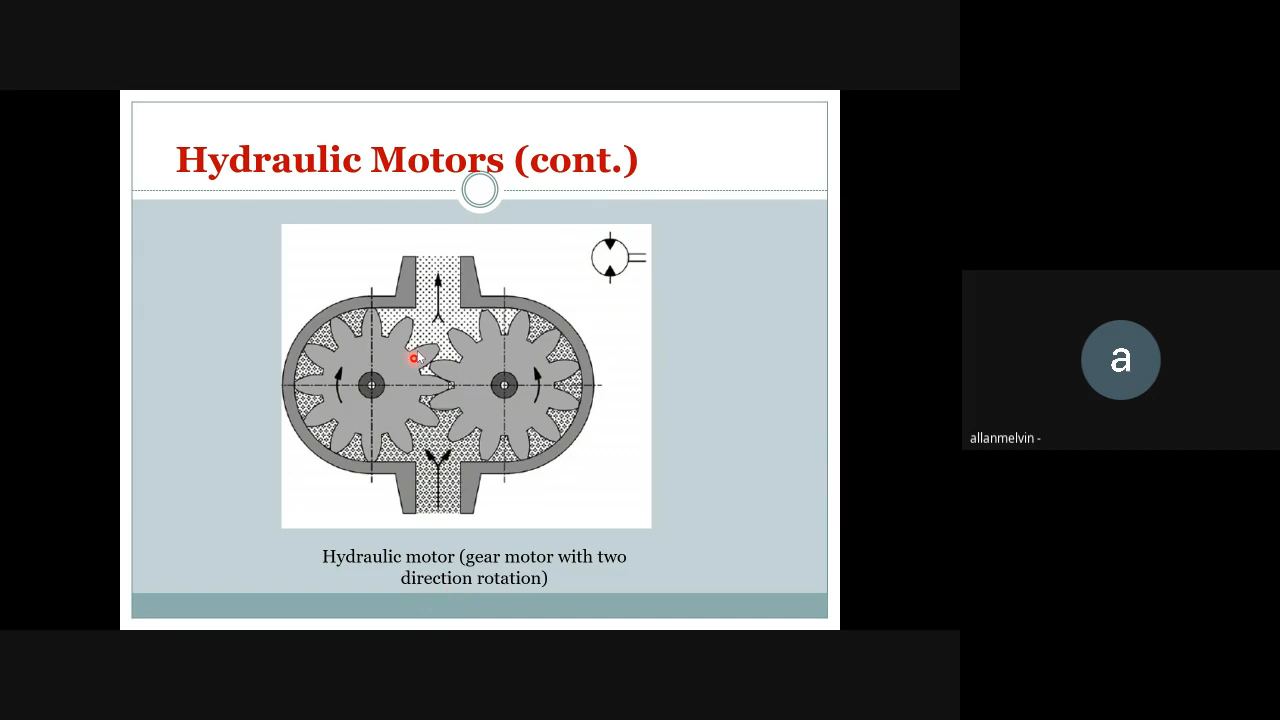 Hydraulic Motors (cont.)
Hydraulic motor (gear motor with two
direction rotation)
a
allanmelvin -